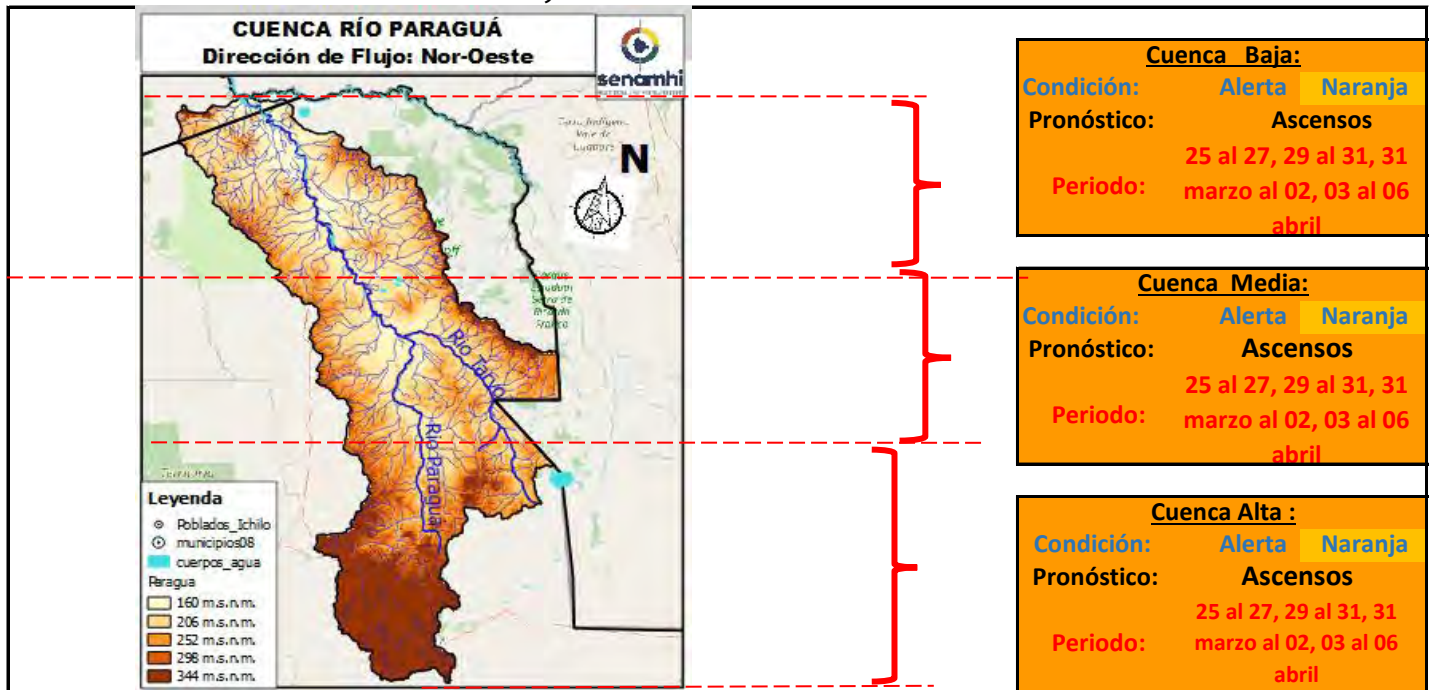 CUENCA RÍO PARAGUÁ
Dirección de Flujo: Nor-Oeste
senamhi
N
Río Tarvo
Río Paraguá
Leyenda
Poblados_Ichilo
municipios08
cuerpos_agua
Paragua
160 m.s.n.m.
206 m.s.n.m.
252 m.s.n.m.
298 m.s.n.m.
344 m.s.n.m.
Cuenca Baja:
Condición: Alerta Naranja
Pronóstico: Ascensos
25 al 27, 29 al 31, 31
Periodo: marzo al 02, 03 al 06
abril
Cuenca Media:
Condición: Alerta Naranja
Pronóstico: Ascensos
25 al 27, 29 al 31, 31
Periodo: marzo al 02, 03 al 06
abril
Cuenca Alta :
Condición: Alerta Naranja
Pronóstico: Ascensos
25 al 27, 29 al 31, 31
Periodo: marzo al 02, 03 al 06
abril